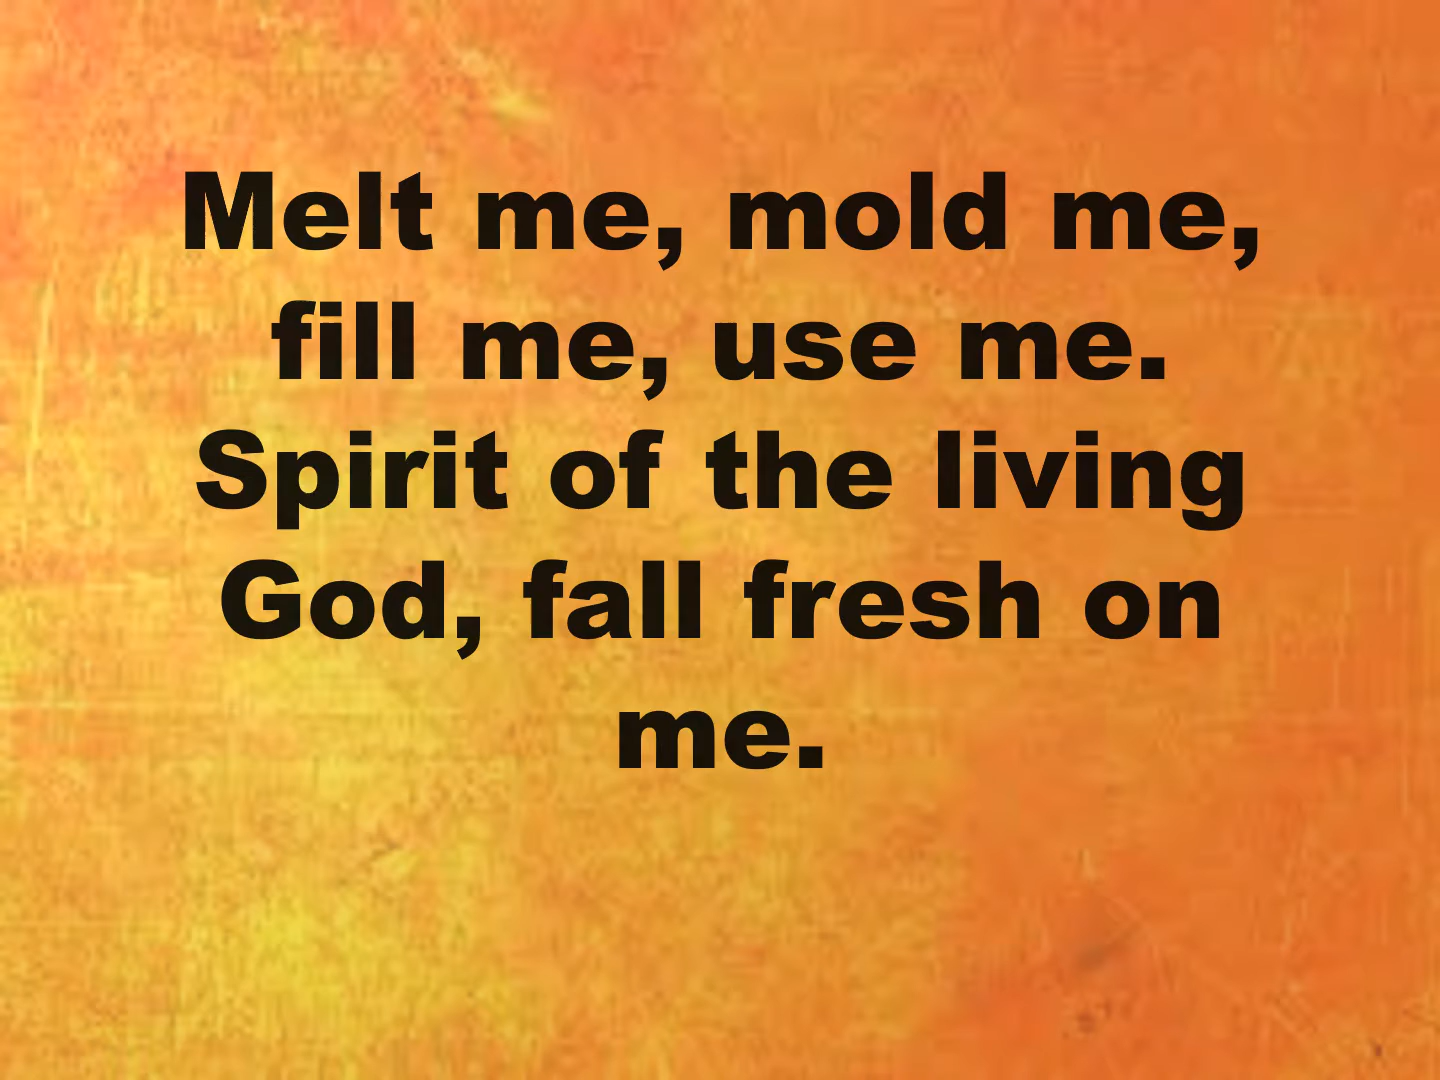 Melt me, mold me,
fill me, use me.
Spirit of the living
God, fall fresh on
me.